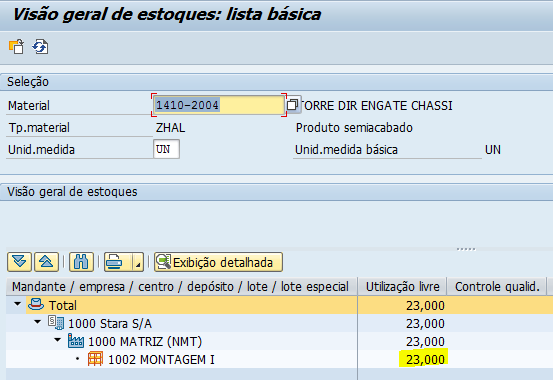 Visão geral de estoques: lista básica
Seleção
Material 1410-2004 ORRE DIR ENGATE CHASSI
Tp.material ZHAL Produto semiacabado
Unid.medida UN Unid.medida básica UN
Visão geral de estoques
Exibição detalhada
Mandante / empresa / centro / depósito / lote / lote especial Utilização livre Controle qualid.
Total 23,000
1000 Stara S/A 23,000
1000 MATRIZ (NMT) 23,000
1002 MONTAGEM I 23,000